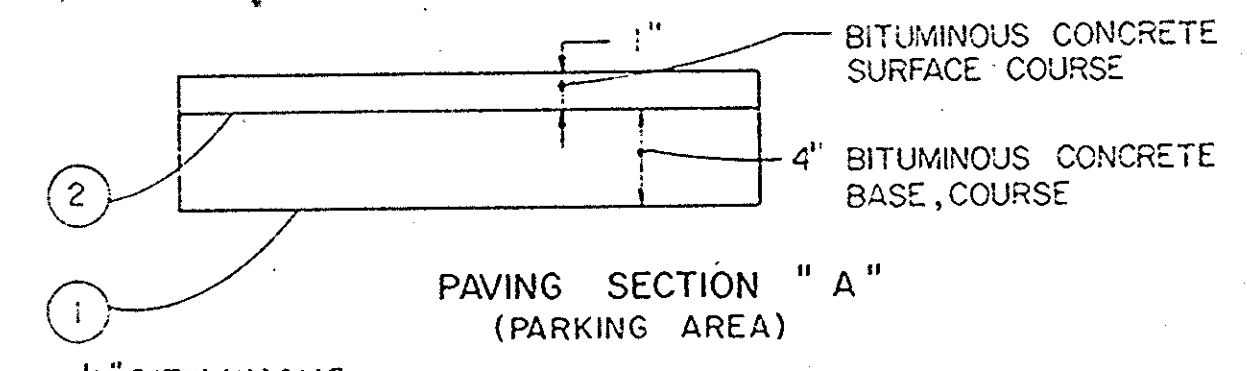 1"
BITUMINOUS CONCRETE
SURFACE COURSE
4" BITUMINOUS CONCRETE
BASE, COURSE
2
1
PAVING SECTION "A"
(PARKING AREA)